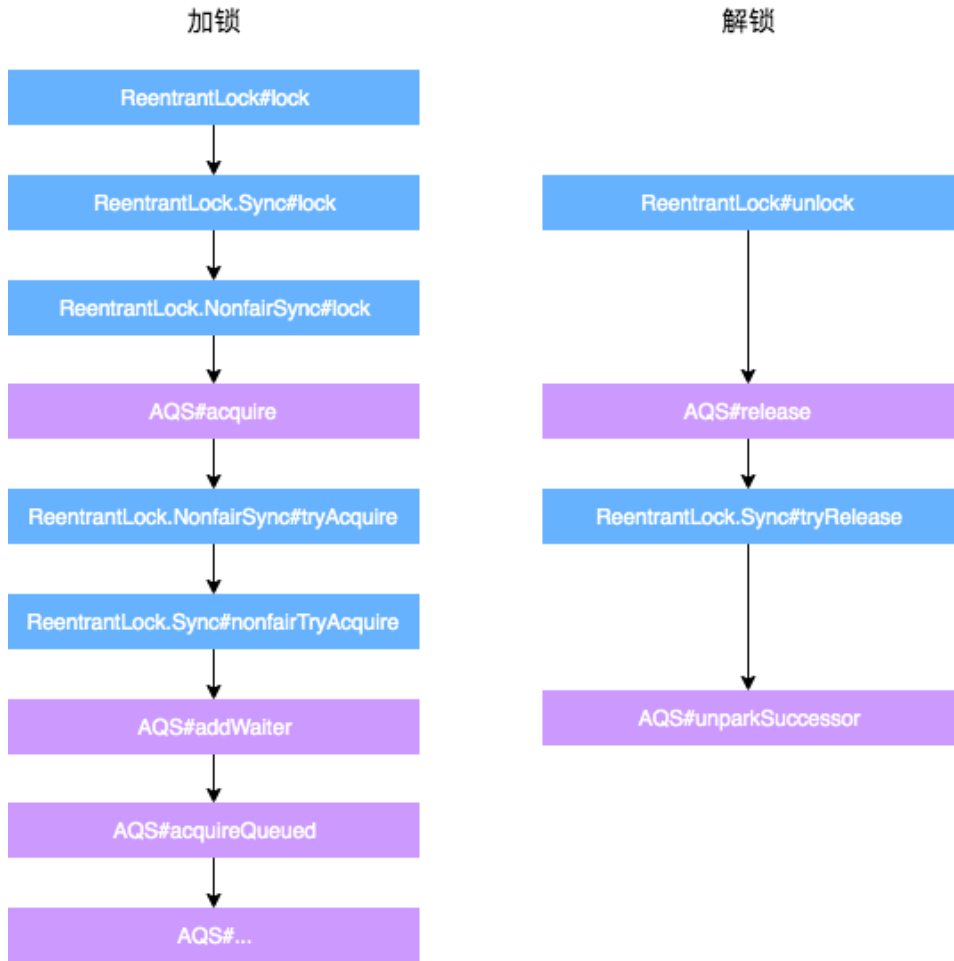 加锁
解锁
ReentrantLock#lock
ReentrantLock.Sync#lock
ReentrantLock#unlock
ReentrantLock.NonfairSync#lock
AQS#acquire
AQS#release
ReentrantLock.NonfairSync#tryAcquire
ReentrantLock.Sync#tryRelease
ReentrantLock.Sync#nonfairTryAcquire
AQS#addWaiter
AQS#unparkSuccessor
AQS#acquireQueued
AQS#...